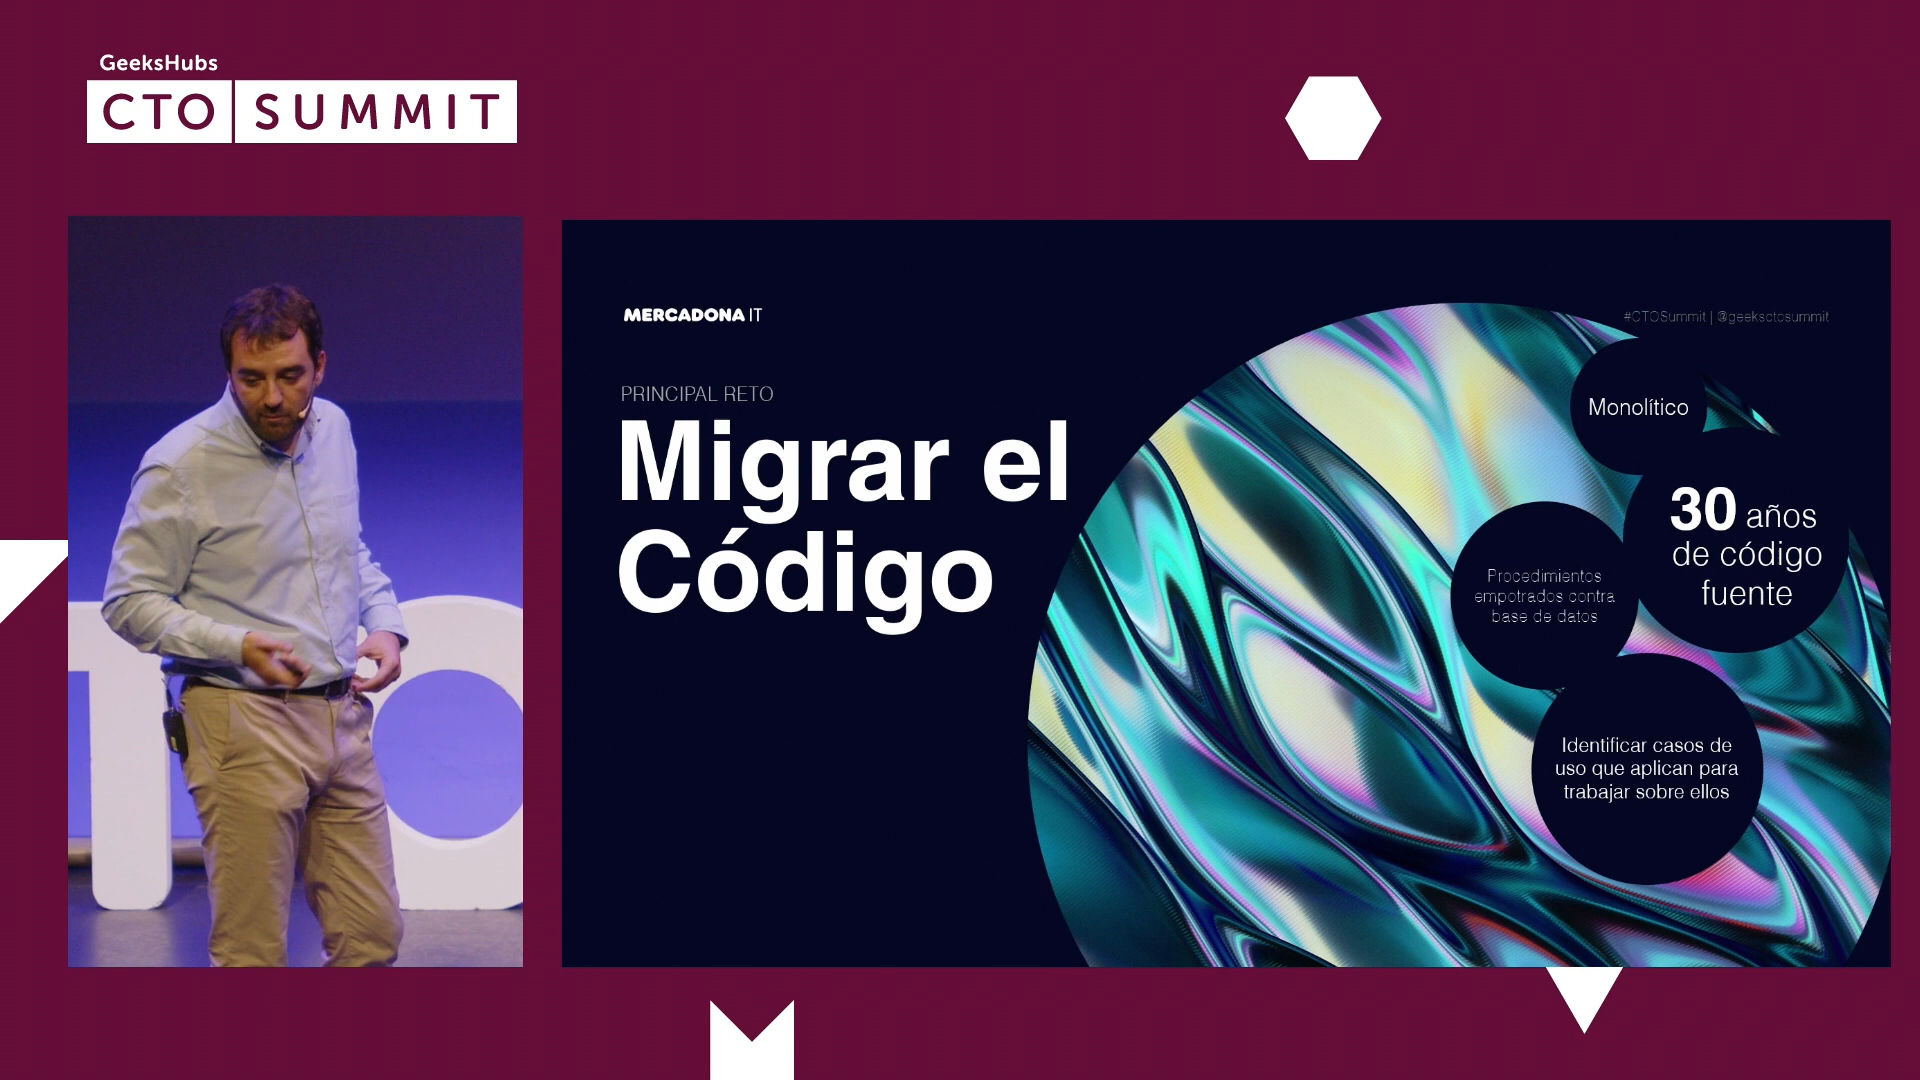 GeeksHubs
CTO SUMMIT
MERCADONA IT
#CTOSummit | @geeksctosummit
PRINCIPAL RETO
Migrar el
Código
Monolítico
30 años
de código
fuente
Procedimientos
empotrados contra
base de datos
Identificar casos de
uso que aplican para
trabajar sobre ellos
TO